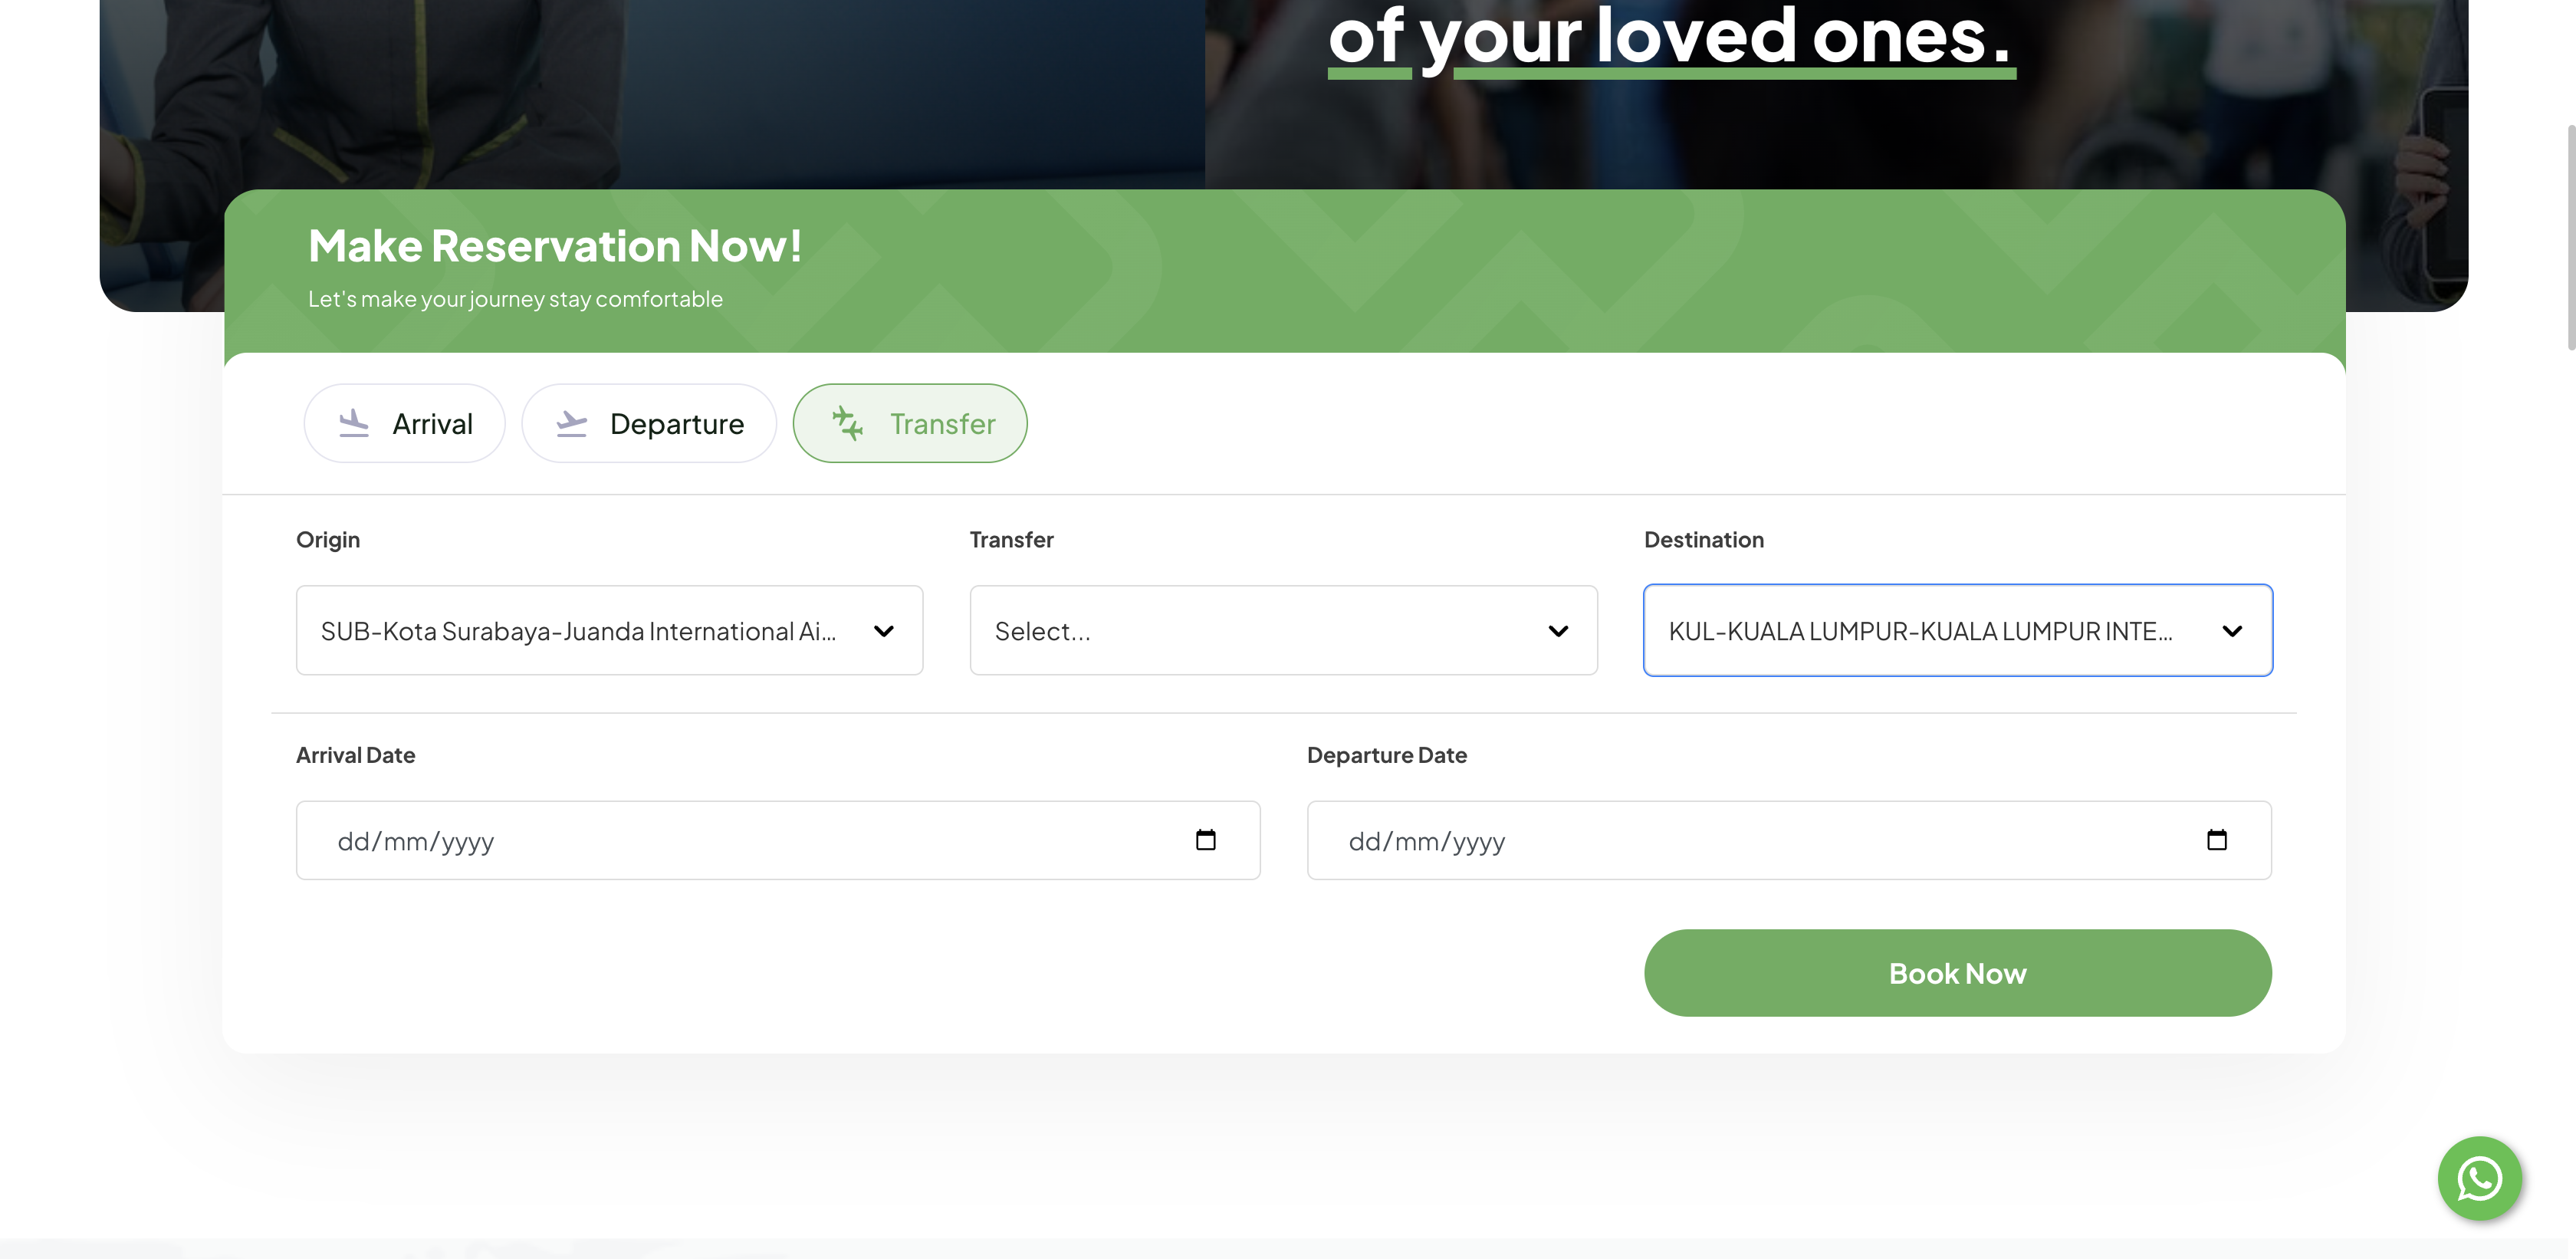 of your loved ones.
Make Reservation Now!
Let's make your journey stay comfortable
Arrival
Departure
Transfer
Origin
Transfer
Destination
SUB-Kota Surabaya-Juanda International Ai...
Select...
KUL-KUALA LUMPUR-KUALA LUMPUR INTE...
Arrival Date
Departure Date
dd/mm/yyyy
dd/mm/yyyy
Book Now